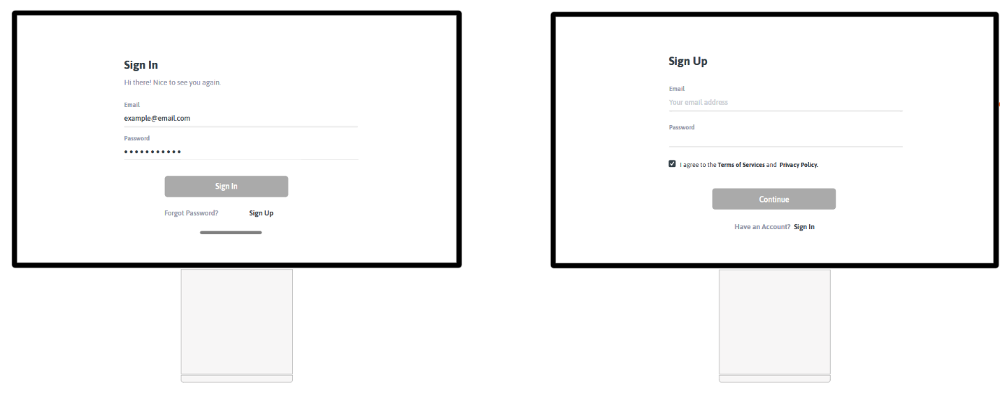 Sign In
Hi there! Nice to see you again.
Email
example@email.com
Password
•••••••••••
Sign In
Forgot Password? Sign Up
Sign Up
Email
Your email address
Password
I agree to the Terms of Services and Privacy Policy.
Continue
Have an Account? Sign In